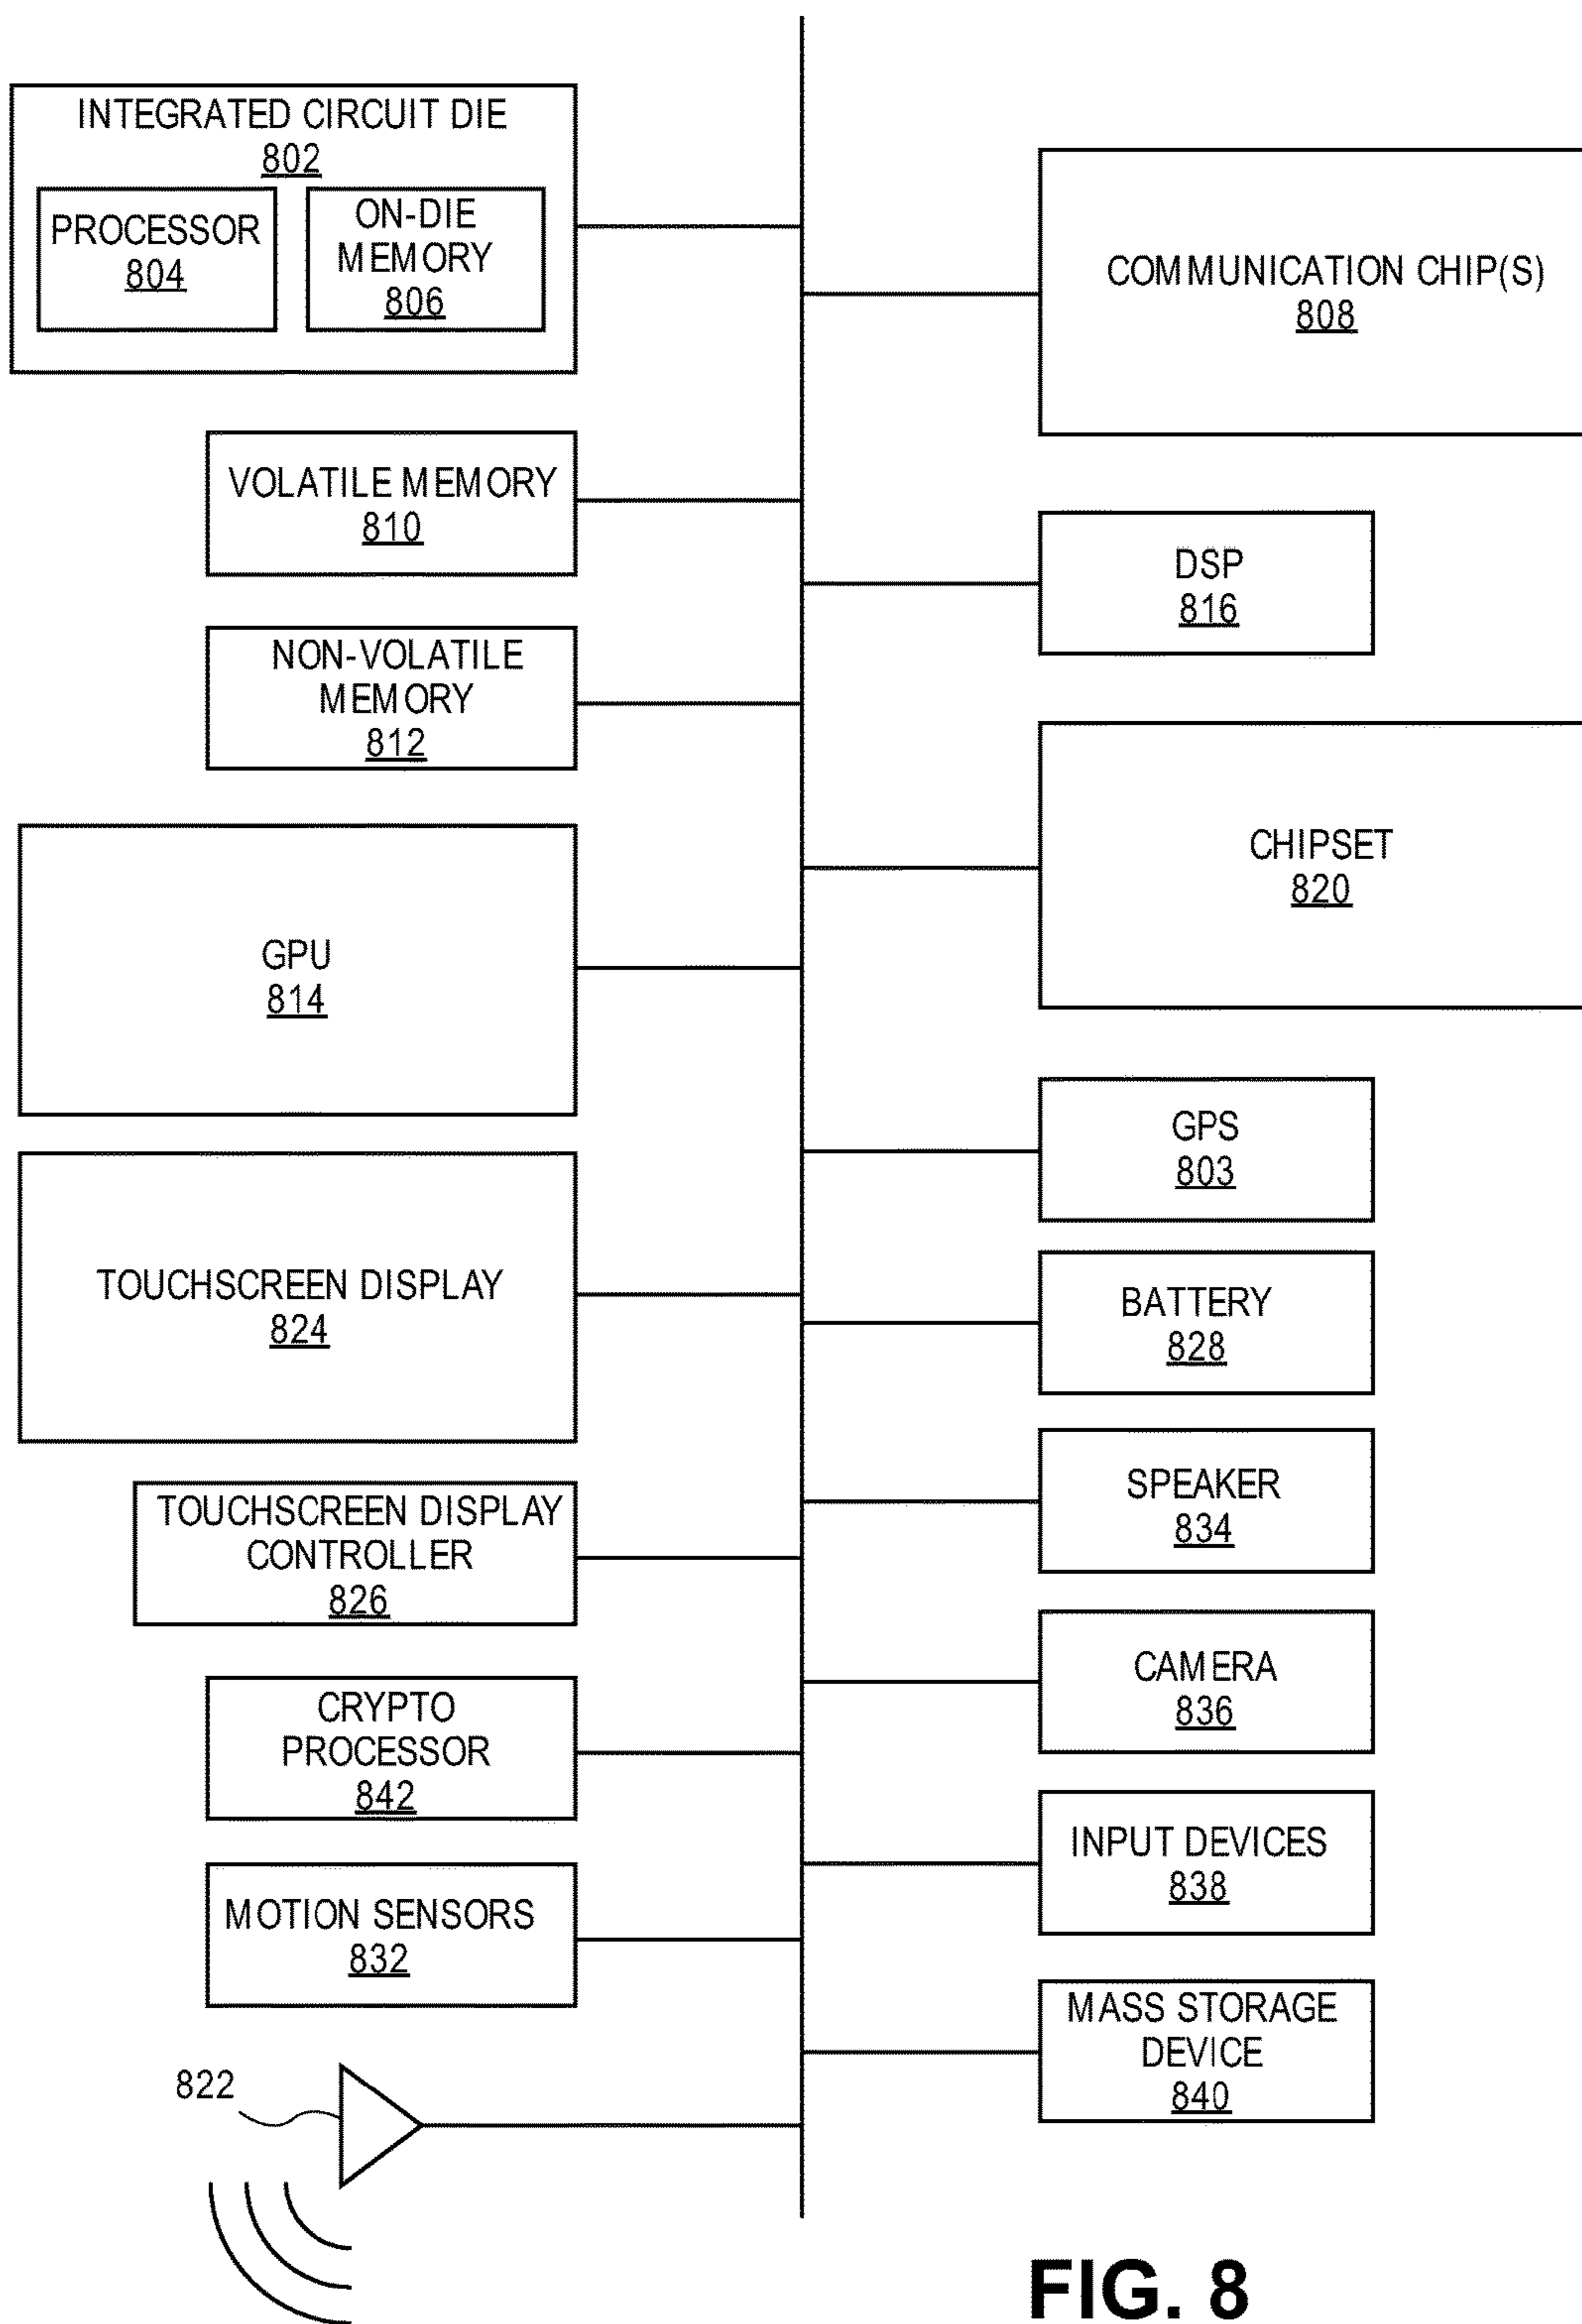 INTEGRATED CIRCUIT DIE
802
PROCESSOR
804
ON-DIE
MEMORY
806
VOLATILE MEMORY
810
NON-VOLATILE
MEMORY
812
GPU
814
TOUCHSCREEN DISPLAY
824
TOUCHSCREEN DISPLAY
CONTROLLER
826
CRYPTO
PROCESSOR
842
MOTION SENSORS
832
822
COMMUNICATION CHIP(S)
808
DSP
816
CHIPSET
820
GPS
803
BATTERY
828
SPEAKER
834
CAMERA
836
INPUT DEVICES
838
MASS STORAGE
DEVICE
840
FIG. 8